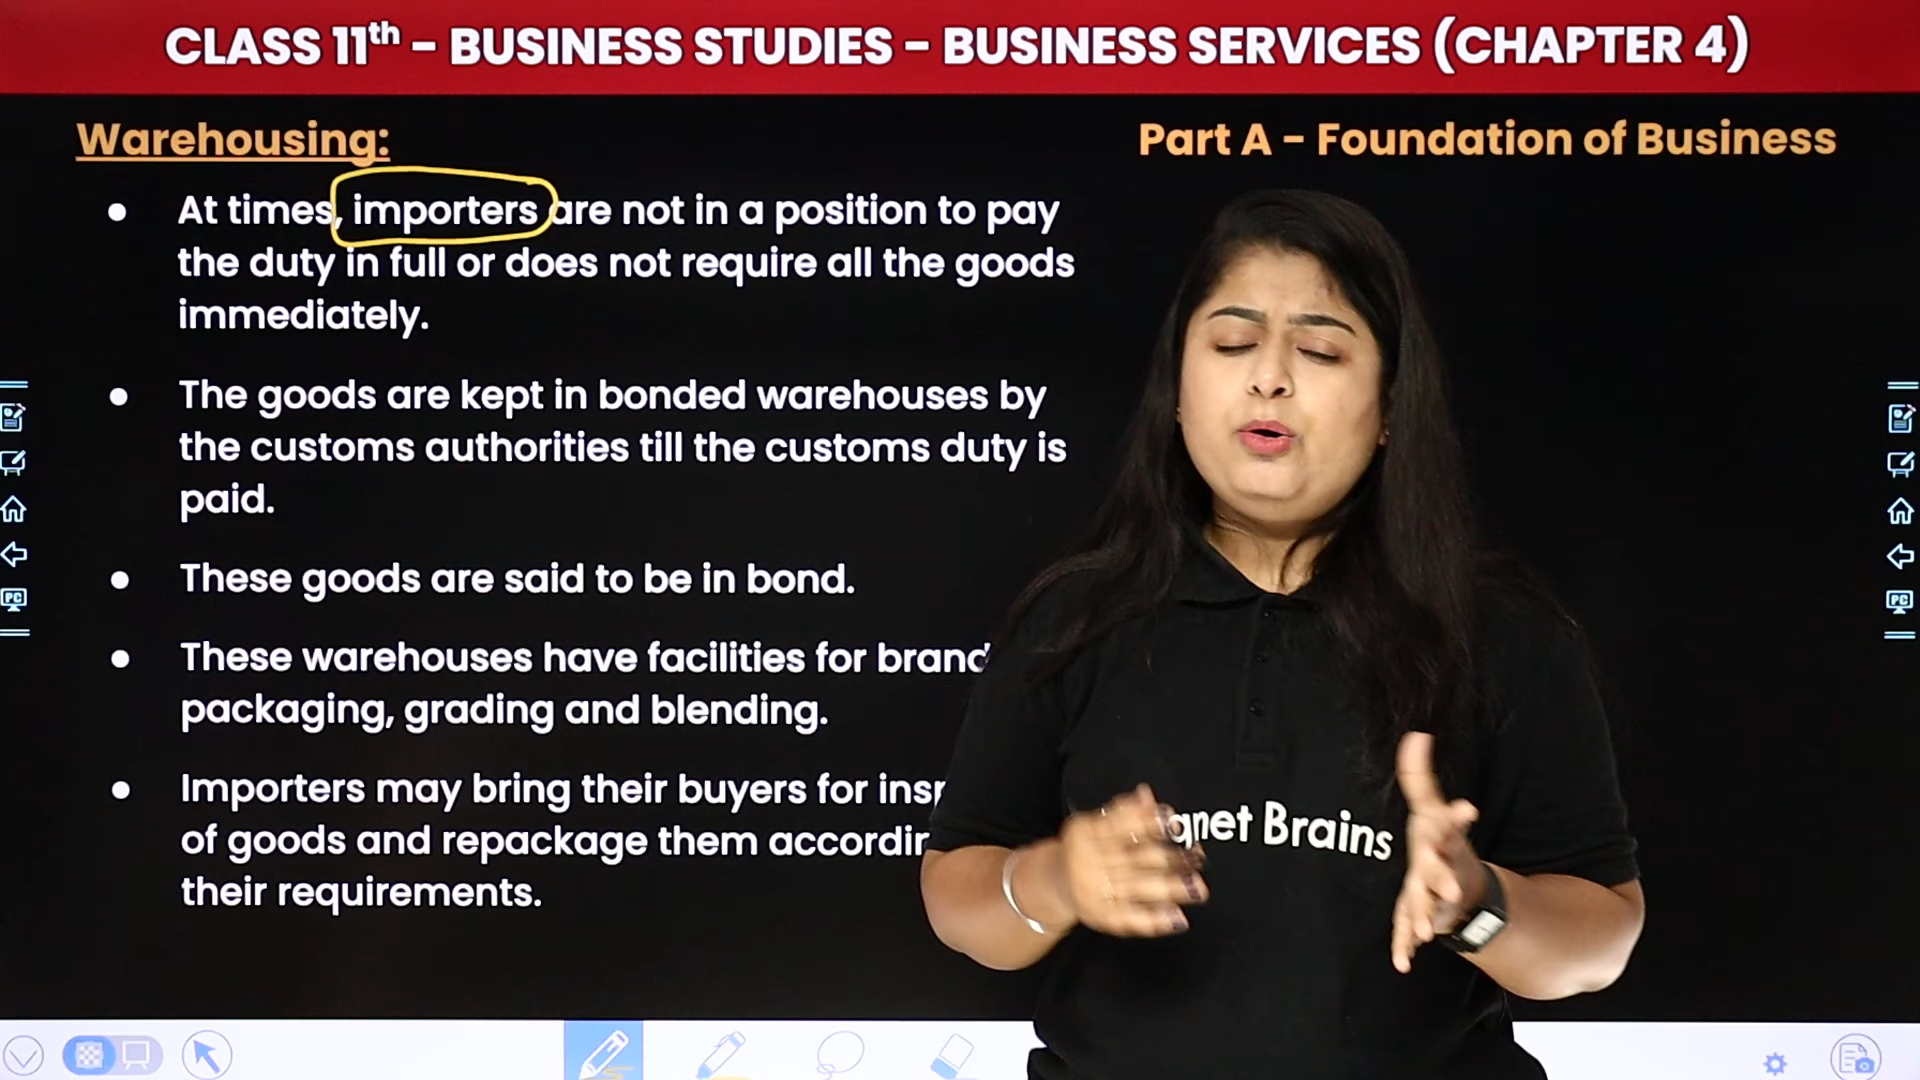 CLASS 11th - BUSINESS STUDIES - BUSINESS SERVICES (CHAPTER 4)
Warehousing:
Part A - Foundation of Business
● At times, importers are not in a position to pay
the duty in full or does not require all the goods
immediately.
● The goods are kept in bonded warehouses by
the customs authorities till the customs duty is
paid.
● These goods are said to be in bond.
● These warehouses have facilities for
packaging, grading and blending.
● Importers may bring their buyers for
of goods and repackage them
their requirements.
Brains
PC
PC